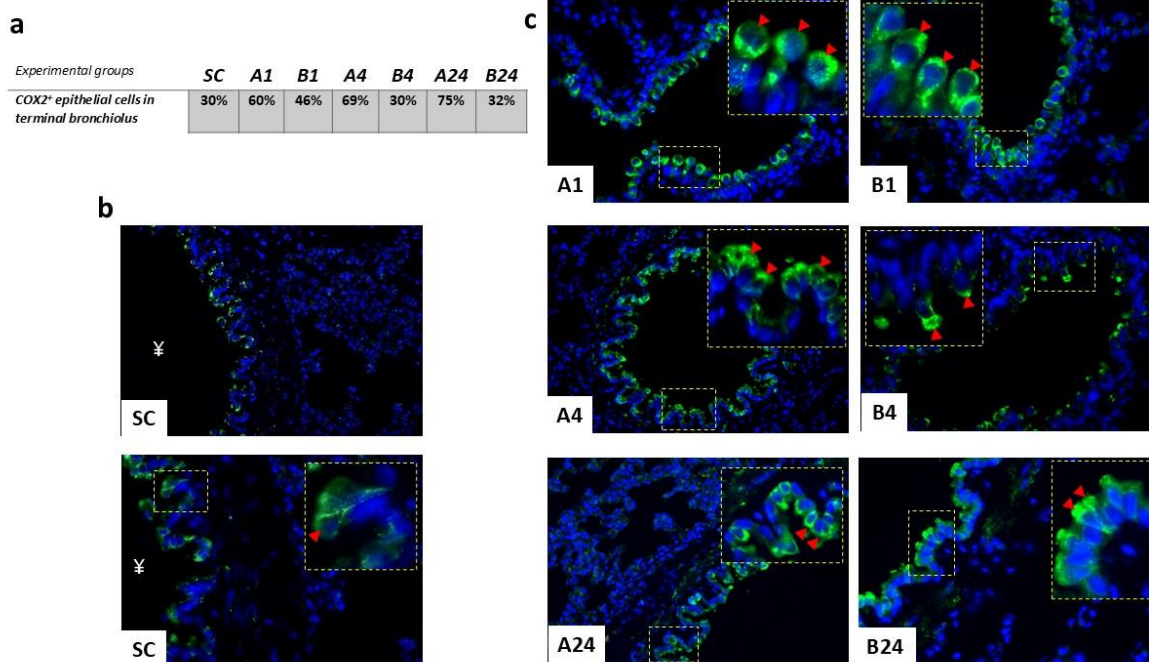 a
Experimental groups SC A1 B1 A4 B4 A24 B24
COX2⁺ epithelial cells in terminal bronchiolus 30% 60% 46% 69% 30% 75% 32%
b
¥
SC
¥
SC
c
A1
B1
A4
B4
A24
B24